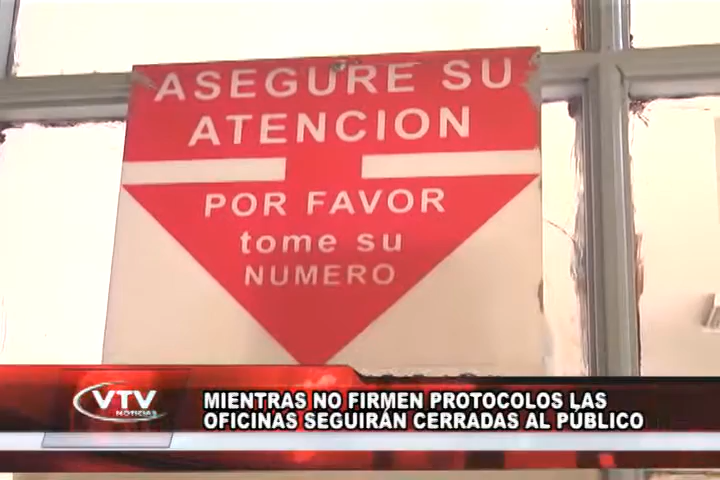 ASEGURE SU
ATENCION
POR FAVOR
tome su
NUMERO
VTV
NOTICIAS
MIENTRAS NO FIRMEN PROTOCOLOS LAS
OFICINAS SEGUIRÁN CERRADAS AL PÚBLICO